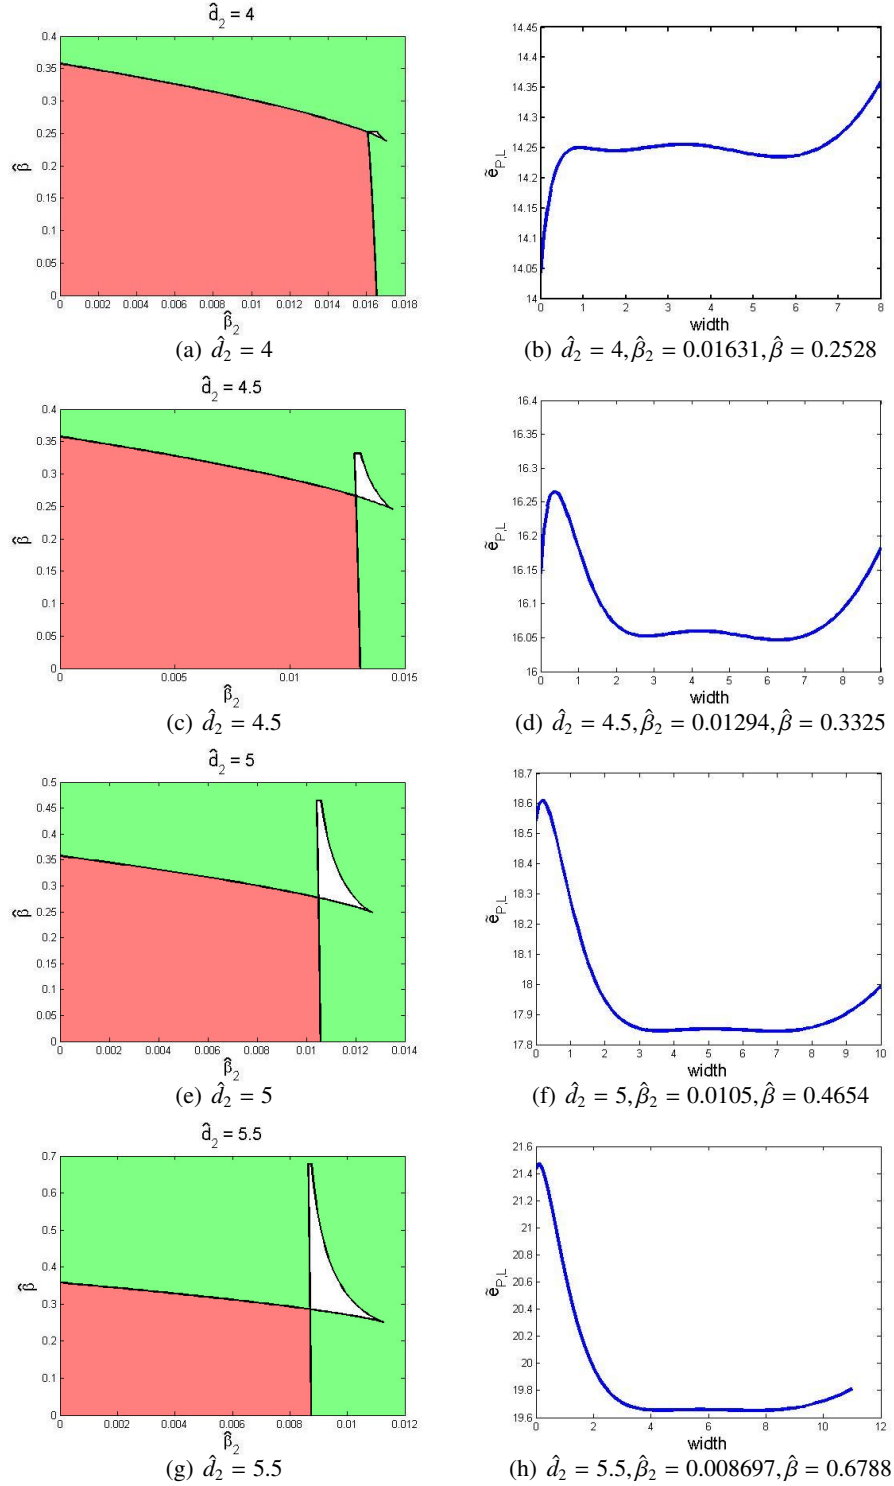 d̂₂ = 4
0.4
0.35
0.3
0.25
0.2
0.15
0.1
0.05
0
β̂
0 0.002 0.004 0.006 0.008 0.01 0.012 0.014 0.016 0.018
β̂₂
(a) d̂₂ = 4
14.45
14.4
14.35
14.3
14.25
14.2
14.15
14.1
14.05
14
ẽ_P,L
0 1 2 3 4 5 6 7 8
width
(b) d̂₂ = 4, β̂₂ = 0.01631, β̂ = 0.2528
d̂₂ = 4.5
0.4
0.35
0.3
0.25
0.2
0.15
0.1
0.05
0
β̂
0 0.005 0.01 0.015
β̂₂
(c) d̂₂ = 4.5
16.4
16.35
16.3
16.25
16.2
16.15
16.1
16.05
16
ẽ_P,L
0 1 2 3 4 5 6 7 8 9
width
(d) d̂₂ = 4.5, β̂₂ = 0.01294, β̂ = 0.3325
d̂₂ = 5
0.5
0.45
0.4
0.35
0.3
0.25
0.2
0.15
0.1
0.05
0
β̂
0 0.002 0.004 0.006 0.008 0.01 0.012 0.014
β̂₂
(e) d̂₂ = 5
18.7
18.6
18.5
18.4
18.3
18.2
18.1
18
17.9
17.8
ẽ_P,L
0 1 2 3 4 5 6 7 8 9 10
width
(f) d̂₂ = 5, β̂₂ = 0.0105, β̂ = 0.4654
d̂₂ = 5.5
0.7
0.6
0.5
0.4
0.3
0.2
0.1
0
β̂
0 0.002 0.004 0.006 0.008 0.01 0.012
β̂₂
(g) d̂₂ = 5.5
21.6
21.4
21.2
21
20.8
20.6
20.4
20.2
20
19.8
19.6
ẽ_P,L
0 2 4 6 8 10 12
width
(h) d̂₂ = 5.5, β̂₂ = 0.008697, β̂ = 0.6788